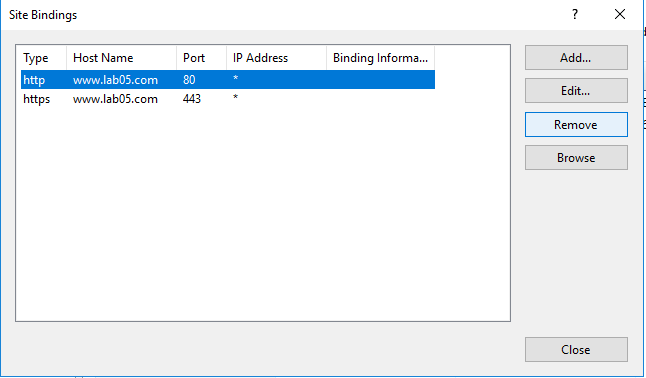 Site Bindings
? ×
Type Host Name Port IP Address Binding Informa...
http www.lab05.com 80 *
https www.lab05.com 443 *
Add...
Edit...
Remove
Browse
Close